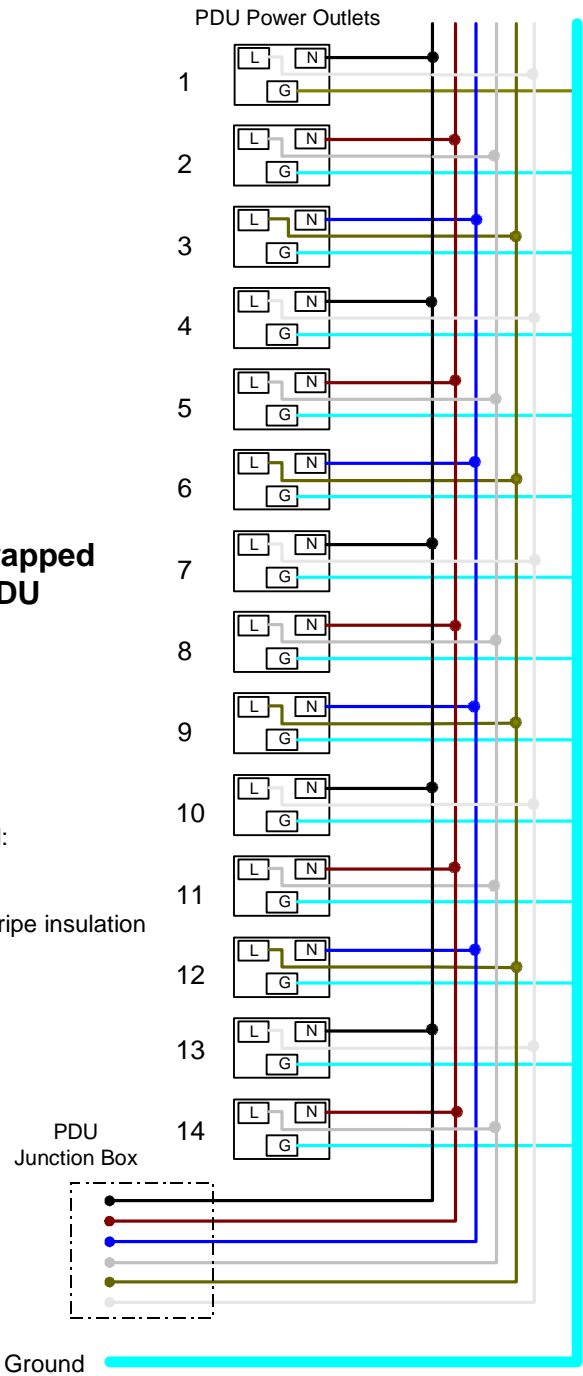 PDU Power Outlets
L N
1
G
L N
2
G
L N
3
G
L N
4
G
L N
5
G
L N
6
G
apped
DU
L N
7
G
L N
8
G
L N
9
G
L N
10
G
:
L N
11
G
ripe insulation
L N
12
G
L N
13
G
L N
14
G
PDU
Junction Box
Ground